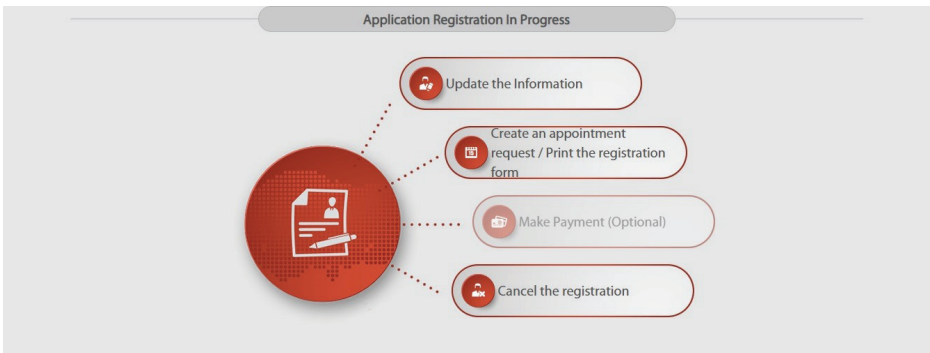 Application Registration In Progress
Update the Information
Create an appointment
request / Print the registration
form
Make Payment (Optional)
Cancel the registration